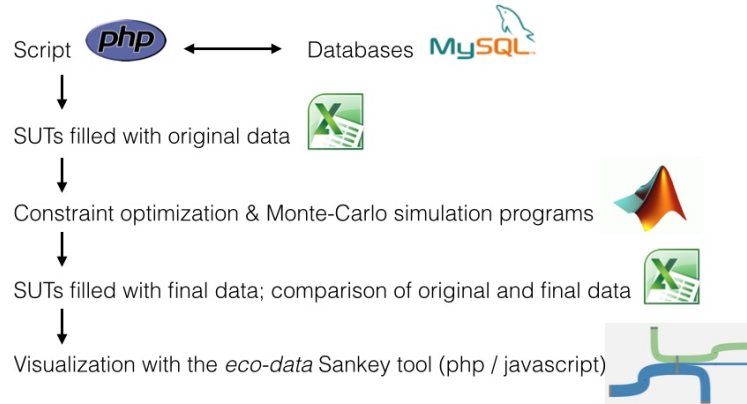 Script php Databases MySQL
SUTs filled with original data X
Constraint optimization & Monte-Carlo simulation programs
SUTs filled with final data; comparison of original and final data X
Visualization with the eco-data Sankey tool (php / javascript)